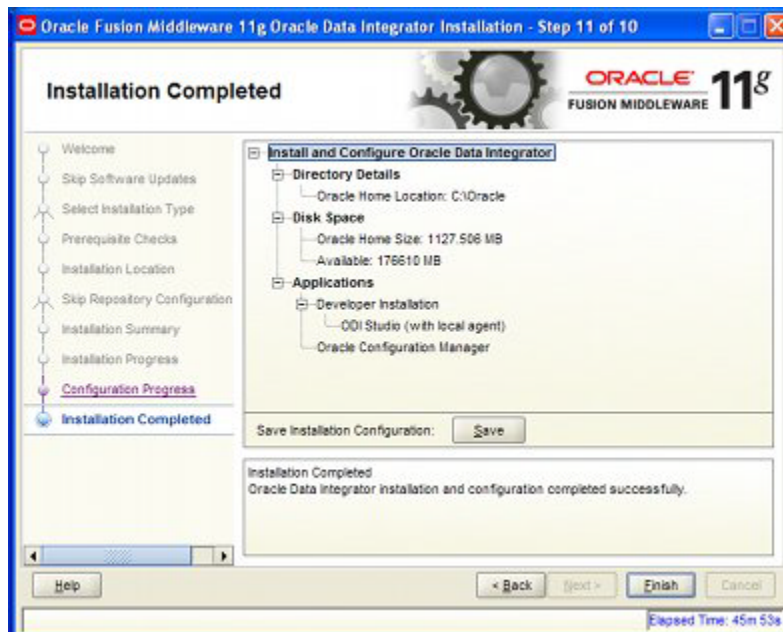 Oracle Fusion Middleware 11g Oracle Data Integrator Installation - Step 11 of 10
Installation Completed
ORACLE
FUSION MIDDLEWARE
11g
Welcome
Skip Software Updates
Select Installation Type
Prerequisite Checks
Installation Location
Skip Repository Configuration
Installation Summary
Installation Progress
Configuration Progress
Installation Completed
Install and Configure Oracle Data Integrator
Directory Details
Oracle Home Location: C:\Oracle
Disk Space
Oracle Home Size: 1127.506 MB
Available: 176610 MB
Applications
Developer Installation
ODI Studio (with local agent)
Oracle Configuration Manager
Save Installation Configuration:
Save
Installation Completed
Oracle Data Integrator installation and configuration completed successfully.
Help
< Back
Next >
Finish
Cancel
Elapsed Time: 45m 53s